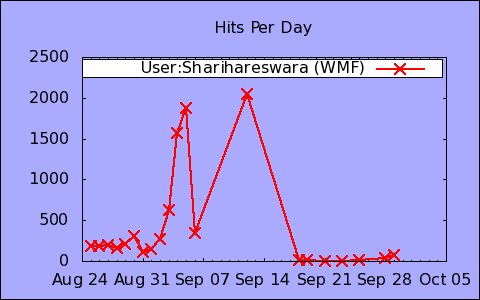 Hits Per Day
User:Sharihareswara (WMF)
2500
2000
1500
1000
500
0
Aug 24 Aug 31 Sep 07 Sep 14 Sep 21 Sep 28 Oct 05